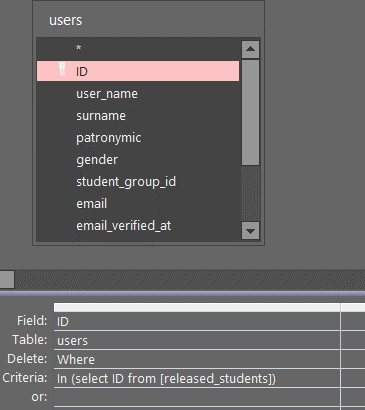 users
*
ID
user_name
surname
patronymic
gender
student_group_id
email
email_verified_at
Field: ID
Table: users
Delete: Where
Criteria: In (select ID from [released_students])
or: